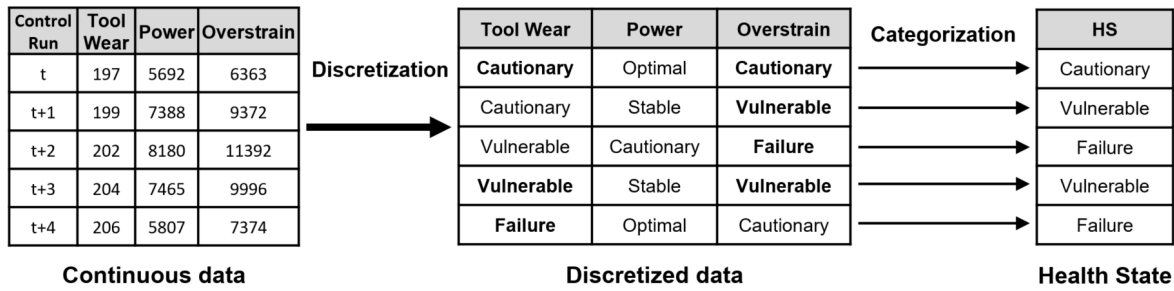 Control Run Tool Wear Power Overstrain
t 197 5692 6363
t+1 199 7388 9372
t+2 202 8180 11392
t+3 204 7465 9996
t+4 206 5807 7374
Continuous data
Discretization
Tool Wear Power Overstrain
Cautionary Optimal Cautionary
Cautionary Stable Vulnerable
Vulnerable Cautionary Failure
Vulnerable Stable Vulnerable
Failure Optimal Cautionary
Discretized data
Categorization
HS
Cautionary
Vulnerable
Failure
Vulnerable
Failure
Health State